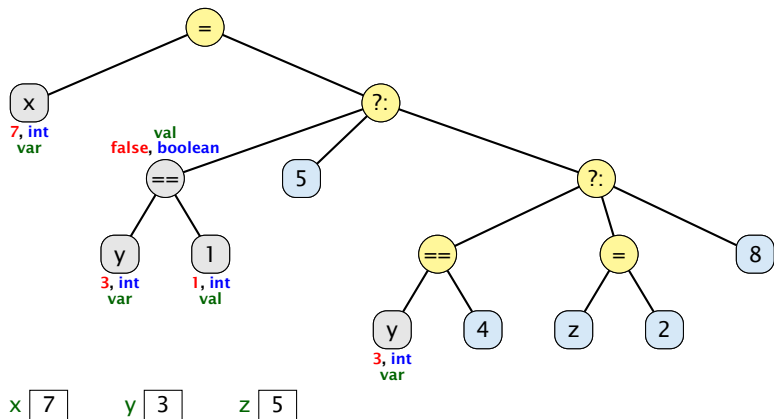 =
x
7, int
var
?:
val
false, boolean
==
5
?:
y
3, int
var
1
1, int
val
==
=
8
y
3, int
var
4
z
2
x 7 y 3 z 5